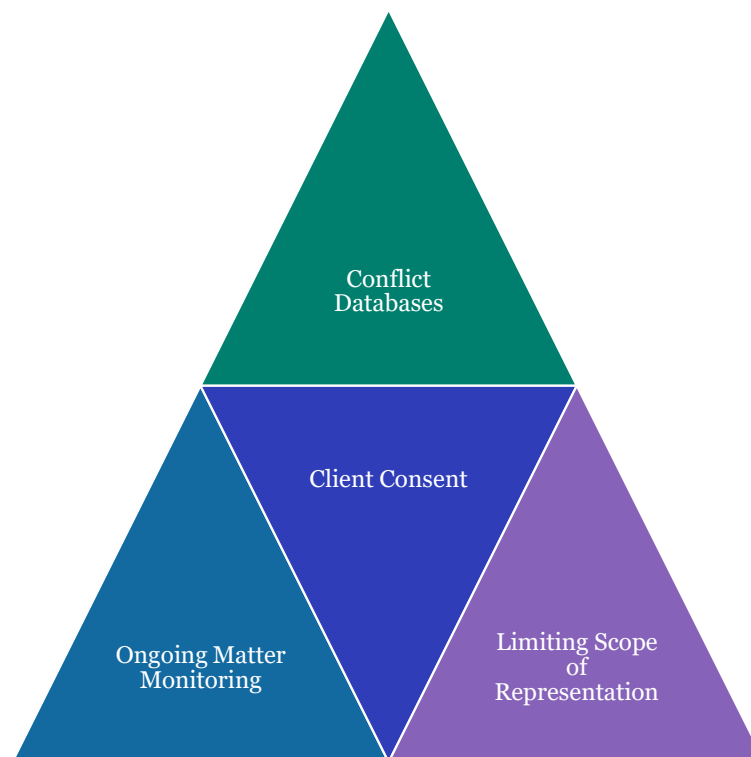 Conflict
Databases
Client Consent
Ongoing Matter
Monitoring
Limiting Scope
of
Representation